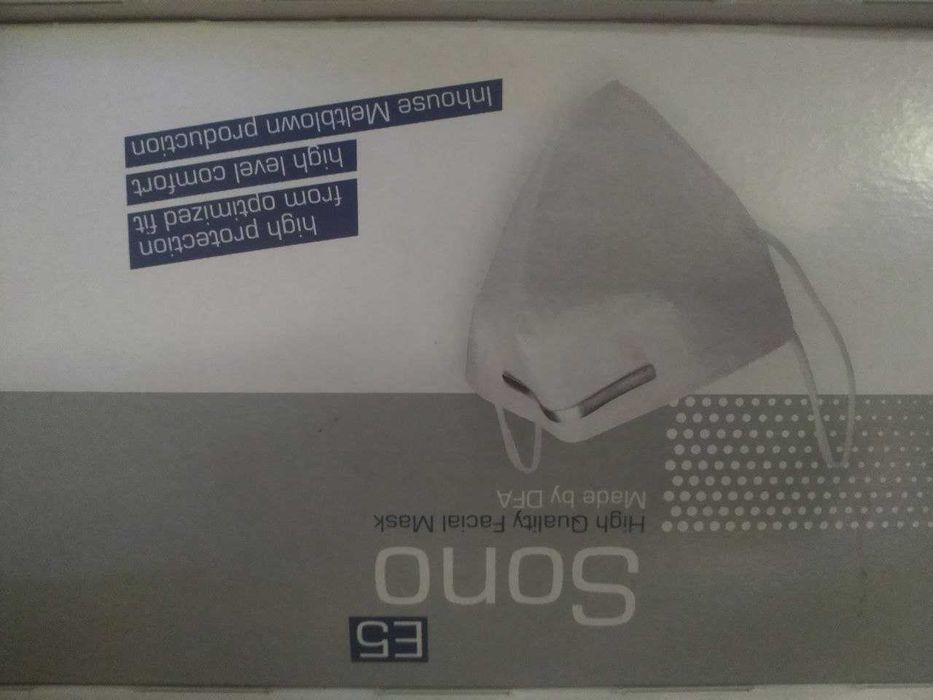 E5
Sono
High Quality Facial Mask
Made by DFA
high protection
from optimized fit
high level comfort
Inhouse Meltblown production